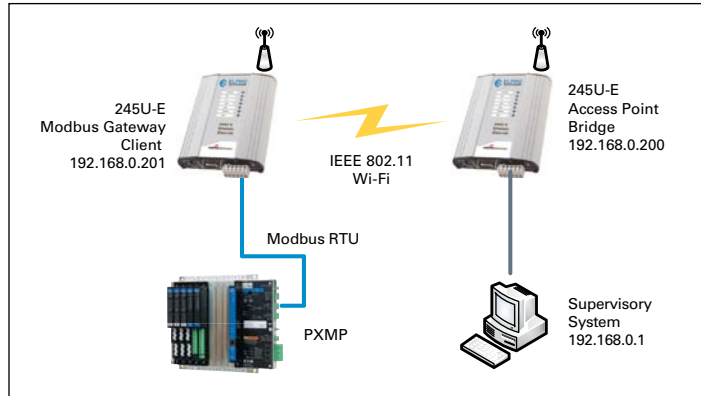 245U-E
Modbus Gateway
Client
192.168.0.201
IEEE 802.11
Wi-Fi
245U-E
Access Point
Bridge
192.168.0.200
Modbus RTU
PXMP
Supervisory
System
192.168.0.1